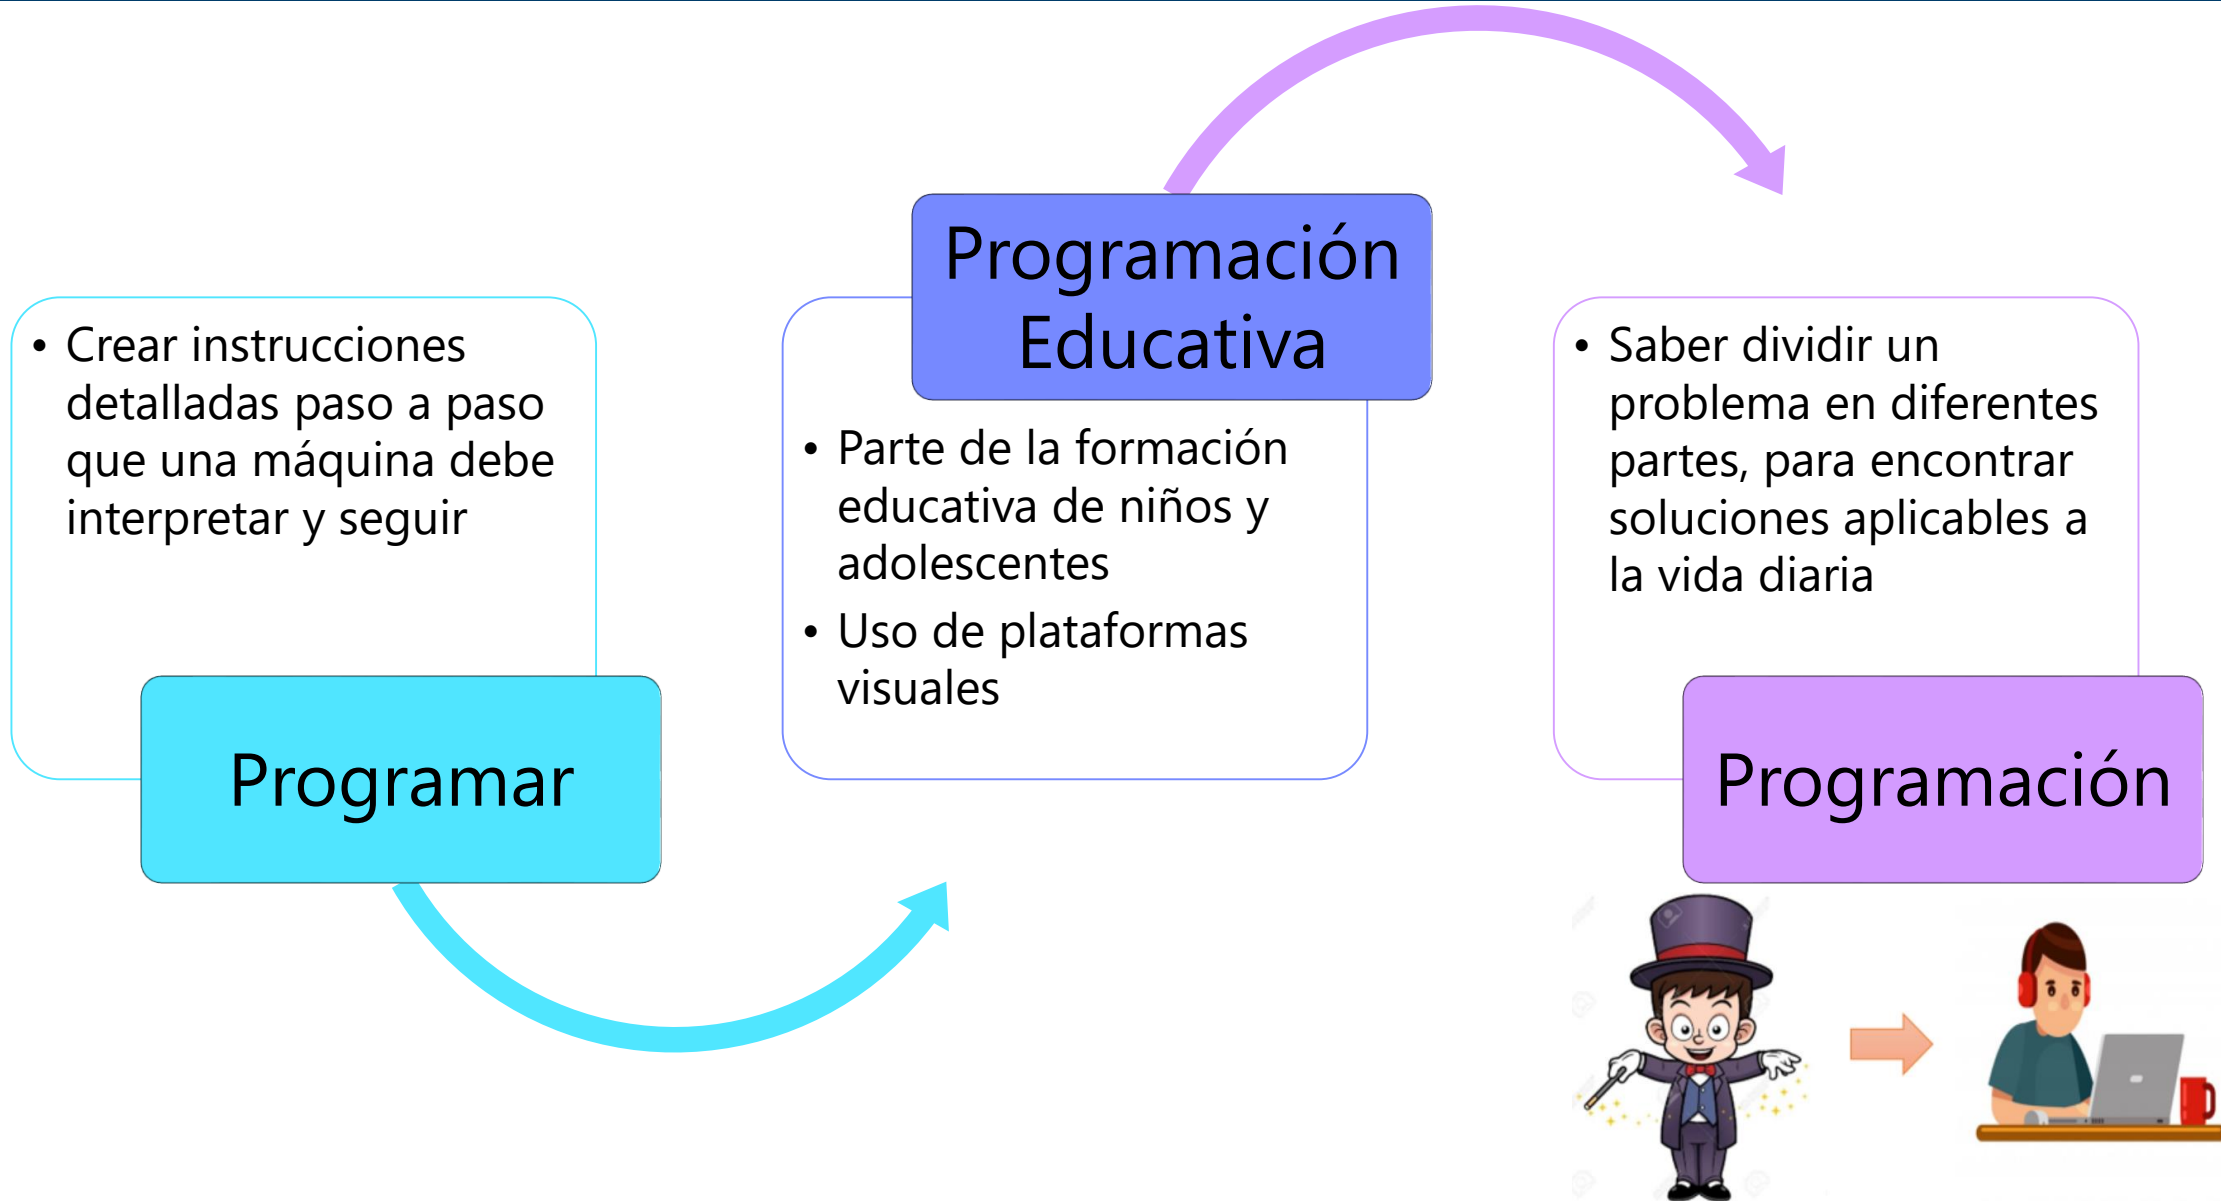 • Crear instrucciones
detalladas paso a paso
que una máquina debe
interpretar y seguir
Programar
Programación
Educativa
• Parte de la formación
educativa de niños y
adolescentes
• Uso de plataformas
visuales
• Saber dividir un
problema en diferentes
partes, para encontrar
soluciones aplicables a
la vida diaria
Programación